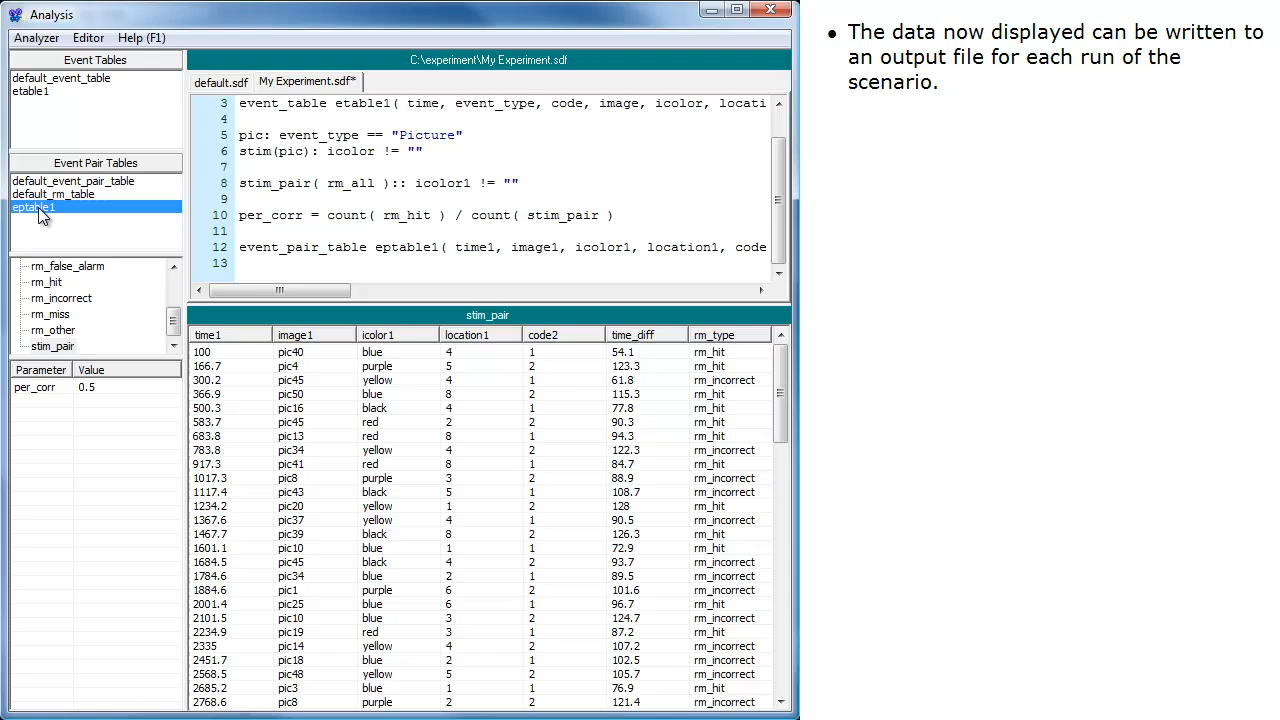 Analysis
Analyzer Editor Help (F1)
Event Tables
default_event_table
etable1
Event Pair Tables
default_event_pair_table
default_rm_table
eptable1
rm_false_alarm
rm_hit
rm_incorrect
rm_miss
rm_other
stim_pair
Parameter Value
per_corr 0.5
C:\experiment\My Experiment.sdf
default.sdf My Experiment.sdf*
3 event_table etable1( time, event_type, code, image, icolor, locati
4
5 pic: event_type == "Picture"
6 stim(pic): icolor != ""
7
8 stim_pair( rm_all ):: icolor1 != ""
9
10 per_corr = count( rm_hit ) / count( stim_pair )
11
12 event_pair_table eptable1( time1, image1, icolor1, location1, code
13
stim_pair
time1 image1 icolor1 location1 code2 time_diff rm_type
100 pic40 blue 4 1 54.1 rm_hit
166.7 pic4 purple 5 2 123.3 rm_hit
300.2 pic45 yellow 4 1 61.8 rm_incorrect
366.9 pic50 blue 8 2 115.3 rm_hit
500.3 pic16 black 4 1 77.8 rm_hit
583.7 pic45 red 2 2 90.3 rm_hit
683.8 pic13 red 8 1 94.3 rm_hit
783.8 pic34 yellow 4 2 122.3 rm_incorrect
917.3 pic41 red 8 1 84.7 rm_hit
1017.3 pic8 purple 3 2 88.9 rm_incorrect
1117.4 pic43 black 5 1 108.7 rm_incorrect
1234.2 pic20 yellow 1 2 128 rm_hit
1367.6 pic37 yellow 4 1 90.5 rm_incorrect
1467.7 pic39 black 8 2 126.3 rm_hit
1601.1 pic10 blue 1 1 72.9 rm_hit
1684.5 pic45 black 4 2 93.7 rm_incorrect
1784.6 pic34 blue 2 1 89.5 rm_incorrect
1884.6 pic1 purple 6 2 101.6 rm_incorrect
2001.4 pic25 blue 6 1 96.7 rm_hit
2101.5 pic10 blue 3 2 124.7 rm_incorrect
2234.9 pic19 red 3 1 87.2 rm_hit
2335 pic14 yellow 4 2 107.2 rm_incorrect
2451.7 pic18 blue 2 1 102.5 rm_incorrect
2568.5 pic48 yellow 5 2 105.7 rm_incorrect
2685.2 pic3 blue 1 1 76.9 rm_hit
2768.6 pic8 purple 2 2 121.4 rm_incorrect
• The data now displayed can be written to
an output file for each run of the
scenario.